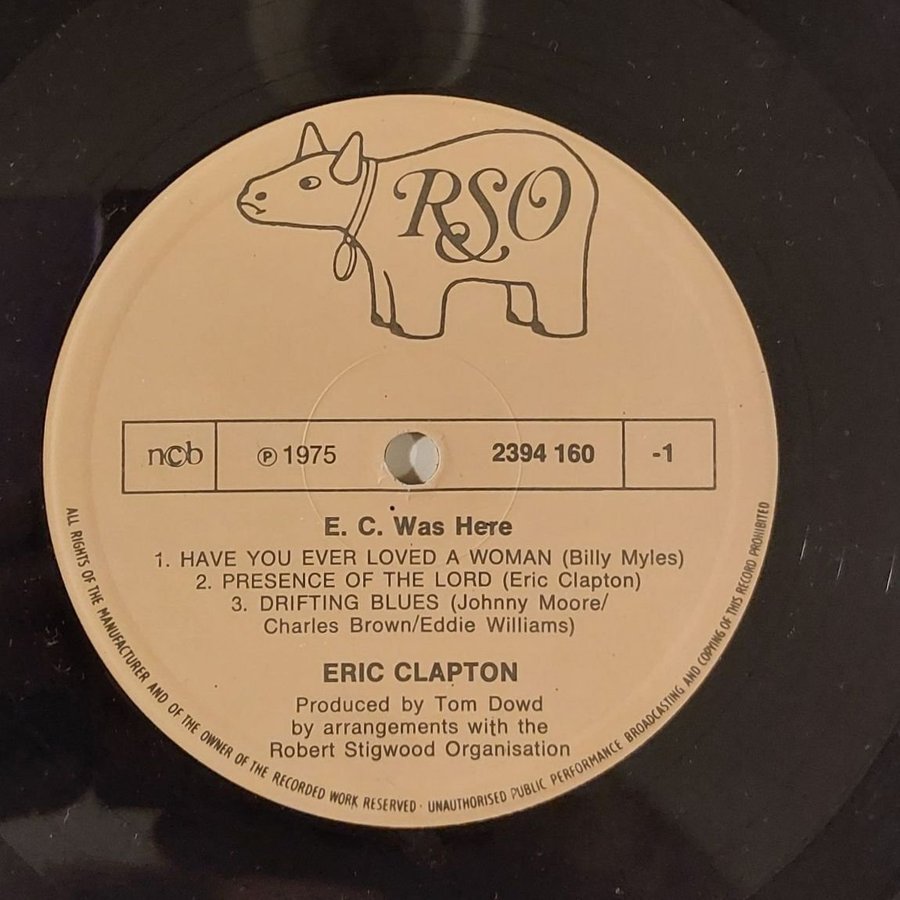 RSO
ncb ℗ 1975 2394 160 -1
E. C. Was Here
1. HAVE YOU EVER LOVED A WOMAN (Billy Myles)
2. PRESENCE OF THE LORD (Eric Clapton)
3. DRIFTING BLUES (Johnny Moore/
Charles Brown/Eddie Williams)
ERIC CLAPTON
Produced by Tom Dowd
by arrangements with the
Robert Stigwood Organisation
ALL RIGHTS OF THE MANUFACTURER AND OF THE OWNER OF THE RECORDED WORK RESERVED · UNAUTHORISED PUBLIC PERFORMANCE BROADCASTING AND COPYING OF THIS RECORD PROHIBITED